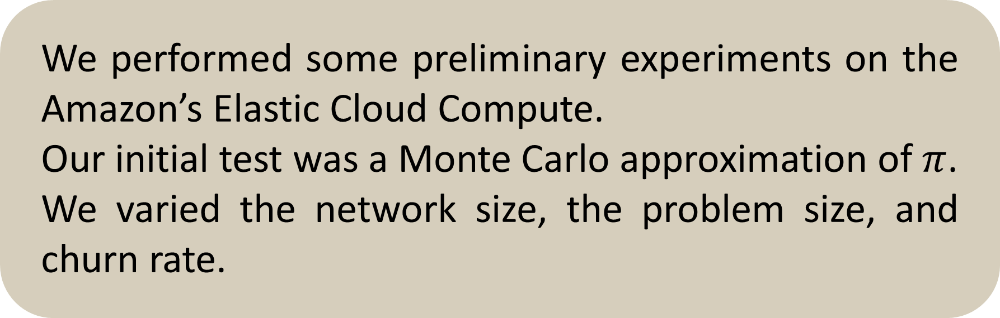 We performed some preliminary experiments on the
Amazon’s Elastic Cloud Compute.
Our initial test was a Monte Carlo approximation of π.
We varied the network size, the problem size, and
churn rate.